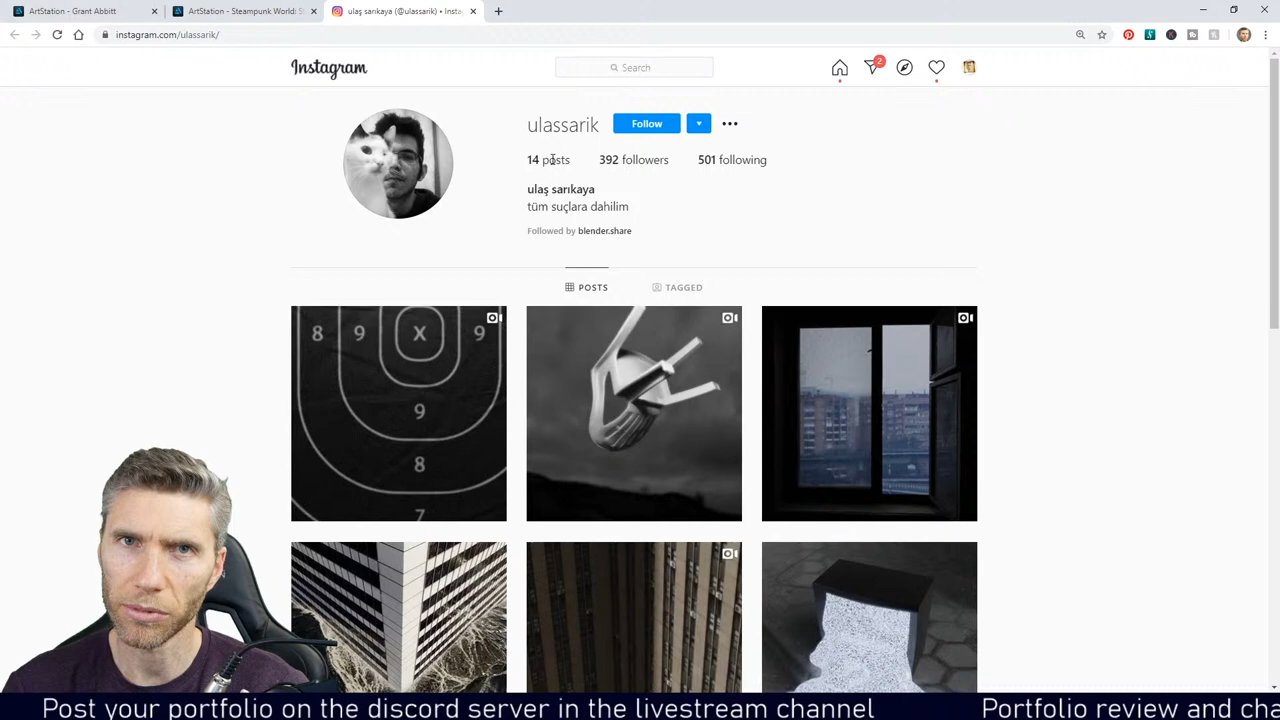 ArtStation - Grant Abbitt
ArtStation - Steampunk World: S
ulaş sarıkaya (@ulassarik) • Insta
instagram.com/ulassarik/
Instagram
Search
2
ulassarik
Follow
14 posts
392 followers
501 following
ulaş sarıkaya
tüm suçlara dahilim
Followed by blender.share
POSTS
TAGGED
8 9 X 9
9
8
7
Post your portfolio on the discord server in the livestream channel
Portfolio review and cha